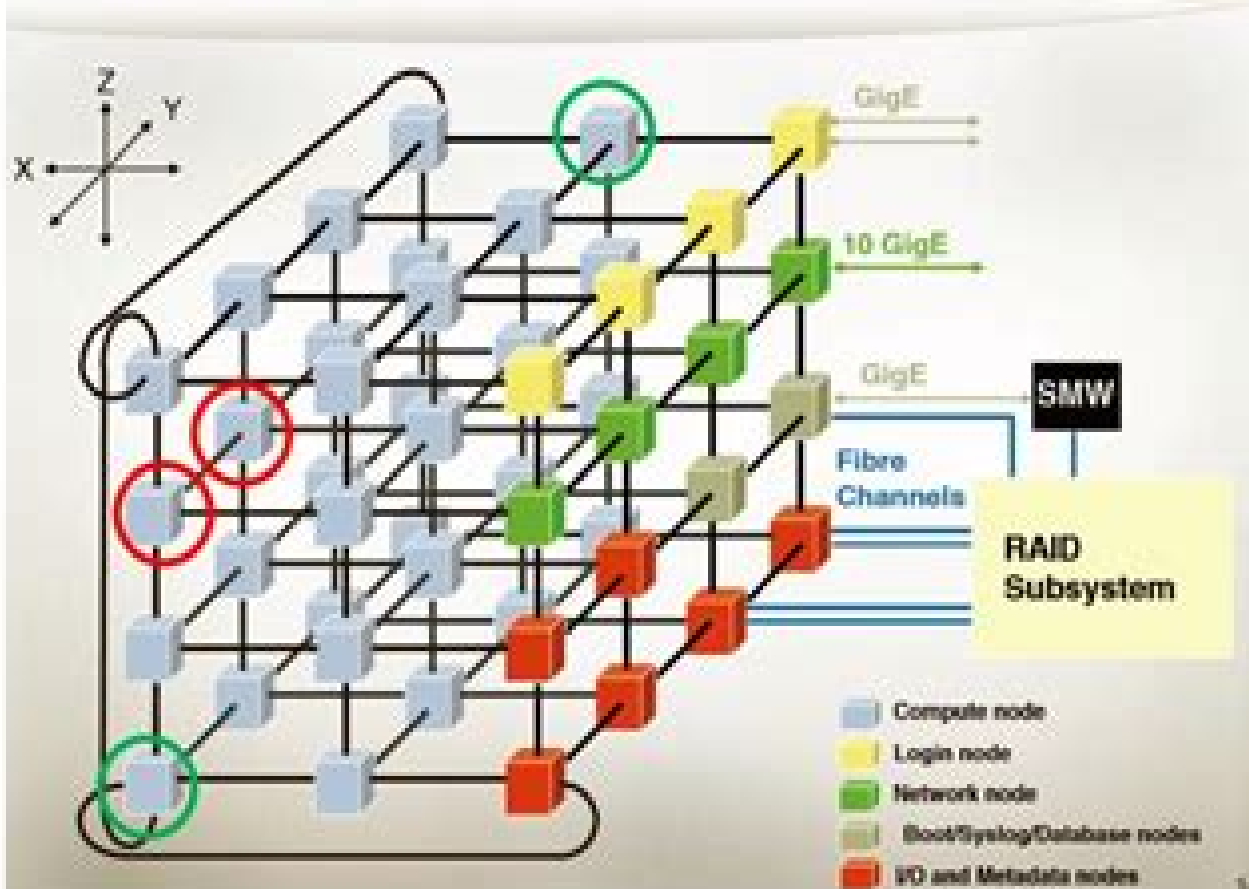 Z
Y
X
GigE
10 GigE
GigE
SMW
Fibre
Channels
RAID
Subsystem
Compute node
Login node
Network node
Boot/Syslog/Database nodes
I/O and Metadata nodes